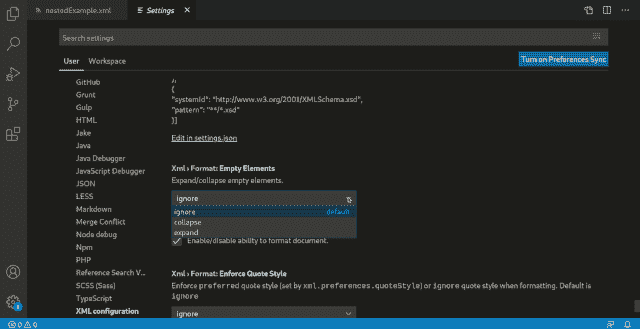 nestedExample.xml
Settings
Search settings
User
Workspace
Turn on Preferences Sync
GitHub
Grunt
Gulp
HTML
Jake
Java
Java Debugger
JavaScript Debugger
JSON
LESS
Markdown
Merge Conflict
Node debug
Npm
PHP
Reference Search V...
SCSS (Sass)
TypeScript
XML configuration
{
"systemId": "http://www.w3.org/2001/XMLSchema.xsd",
"pattern": "**/*.xsd"
}]
Edit in settings.json
Xml › Format: Empty Elements
Expand/collapse empty elements.
ignore
ignore default
collapse
expand
Enable/disable ability to format document.
Xml › Format: Enforce Quote Style
Enforce preferred quote style (set by xml.preferences.quoteStyle) or ignore quote style when formatting. Default is
ignore
ignore
1
0 0